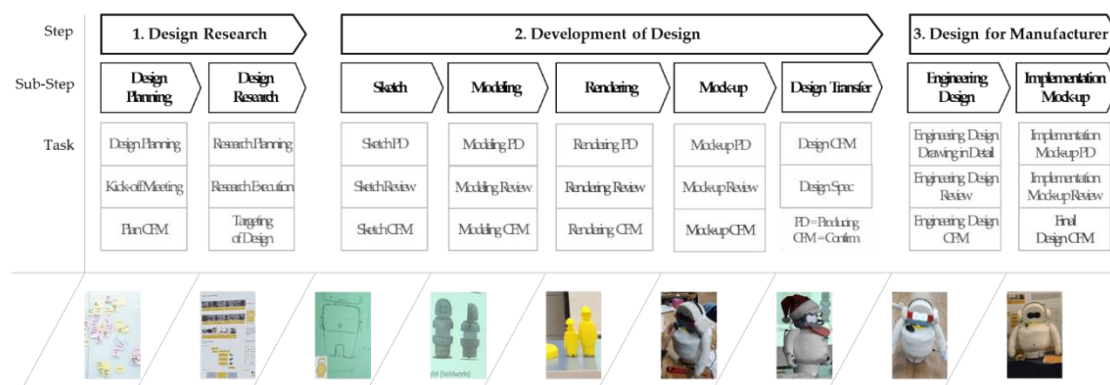 Step
1. Design Research
2. Development of Design
3. Design for Manufacturer
Sub-Step
Design
Planning
Design
Research
Sketch
Modeling
Rendering
Mock-up
Design Transfer
Engineering
Design
Implementation
Mock-up
Task
Design Planning
Research Planning
Sketch PD
Modeling PD
Rendering PD
Mock-up PD
Design CFM
Engineering Design
Drawing in Detail
Implementation
Mock-up PD
Kick-off Meeting
Research Execution
Sketch Review
Modeling Review
Rendering Review
Mock-up Review
Design Spec
Engineering Design
Review
Implementation
Mock-up Review
Plan CFM
Targeting
of Design
Sketch CFM
Modeling CFM
Rendering CFM
Mock-up CFM
PD = Producing
CFM = Confirm
Engineering Design
CFM
Final
Design CFM
(Solidworks)